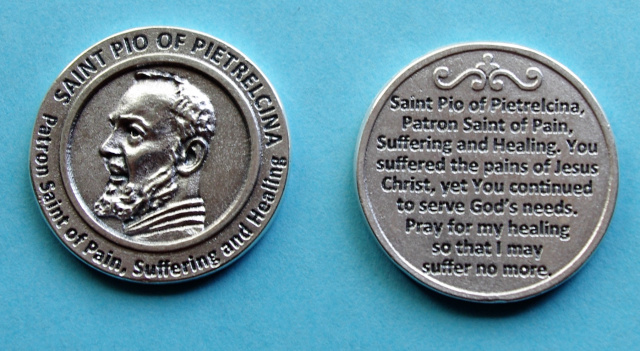 SAINT PIO OF PIETRELCINA
Patron Saint of Pain, Suffering and Healing
Saint Pio of Pietrelcina,
Patron Saint of Pain,
Suffering and Healing. You
suffered the pains of Jesus
Christ, yet You continued
to serve God's needs.
Pray for my healing
so that I may
suffer no more.